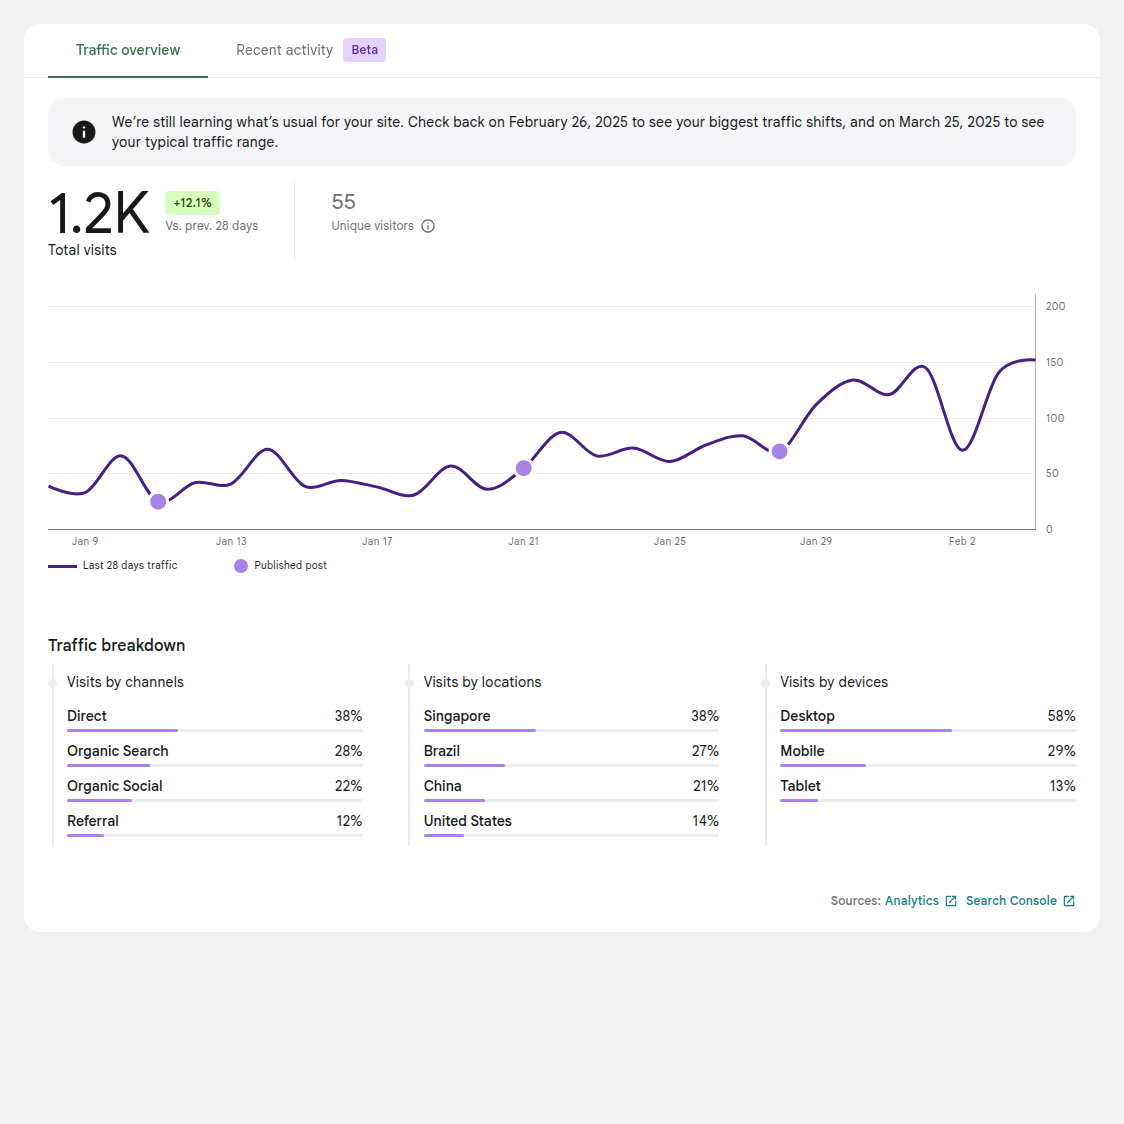 Traffic overview
Recent activity
Beta
We’re still learning what’s usual for your site. Check back on February 26, 2025 to see your biggest traffic shifts, and on March 25, 2025 to see
your typical traffic range.
1.2K
+12.1%
Vs. prev. 28 days
Total visits
55
Unique visitors
200
150
100
50
0
Jan 9
Jan 13
Jan 17
Jan 21
Jan 25
Jan 29
Feb 2
Last 28 days traffic
Published post
Traffic breakdown
Visits by channels
Direct 38%
Organic Search 28%
Organic Social 22%
Referral 12%
Visits by locations
Singapore 38%
Brazil 27%
China 21%
United States 14%
Visits by devices
Desktop 58%
Mobile 29%
Tablet 13%
Sources: Analytics Search Console